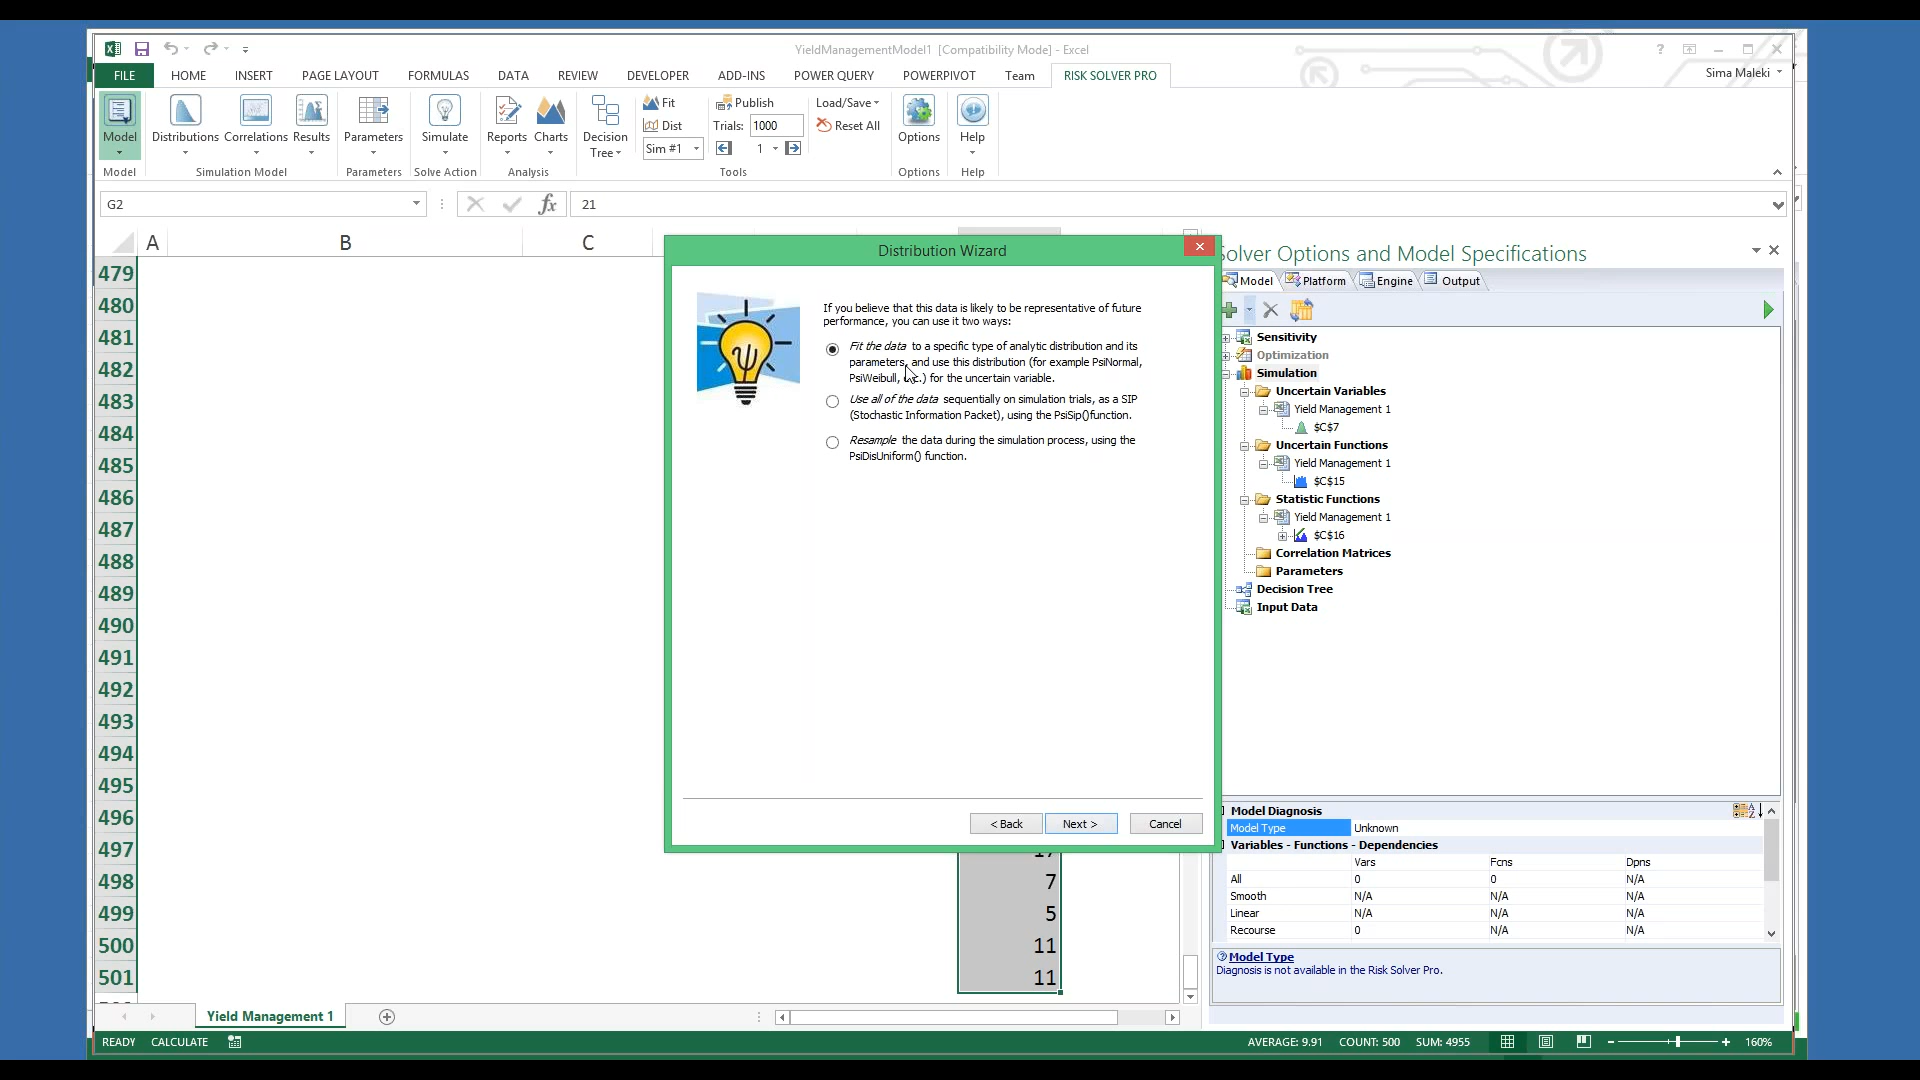 YieldManagementModel1 [Compatibility Mode] - Excel
FILE HOME INSERT PAGE LAYOUT FORMULAS DATA REVIEW DEVELOPER ADD-INS POWER QUERY POWERPIVOT Team RISK SOLVER PRO Sima Maleki
Model Distributions Correlations Results Parameters Simulate Reports Charts Decision Tree Options Help
Fit Publish Load/Save
Dist Trials: 1000 Reset All
Sim #1 1
Model Simulation Model Parameters Solve Action Analysis Tools Options Help
G2 fx 21
A B C
479
480
481
482
483
484
485
486
487
488
489
490
491
492
493
494
495
496
497
498 7
499 5
500 11
501 11
Distribution Wizard
If you believe that this data is likely to be representative of future
performance, you can use it two ways:
Fit the data to a specific type of analytic distribution and its
parameters, and use this distribution (for example PsiNormal,
PsiWeibull, etc.) for the uncertain variable.
Use all of the data sequentially on simulation trials, as a SIP
(Stochastic Information Packet), using the PsiSip()function.
Resample the data during the simulation process, using the
PsiDisUniform() function.
< Back Next > Cancel
Solver Options and Model Specifications
Model Platform Engine Output
Sensitivity
Optimization
Simulation
Uncertain Variables
Yield Management 1
$C$7
Uncertain Functions
Yield Management 1
$C$15
Statistic Functions
Yield Management 1
$C$16
Correlation Matrices
Parameters
Decision Tree
Input Data
Model Diagnosis
Model Type Unknown
Variables - Functions - Dependencies
Vars Fcns Dpns
All 0 0 N/A
Smooth N/A N/A N/A
Linear N/A N/A N/A
Recourse 0 N/A N/A
Model Type
Diagnosis is not available in the Risk Solver Pro.
Yield Management 1
READY CALCULATE AVERAGE: 9.91 COUNT: 500 SUM: 4955 160%